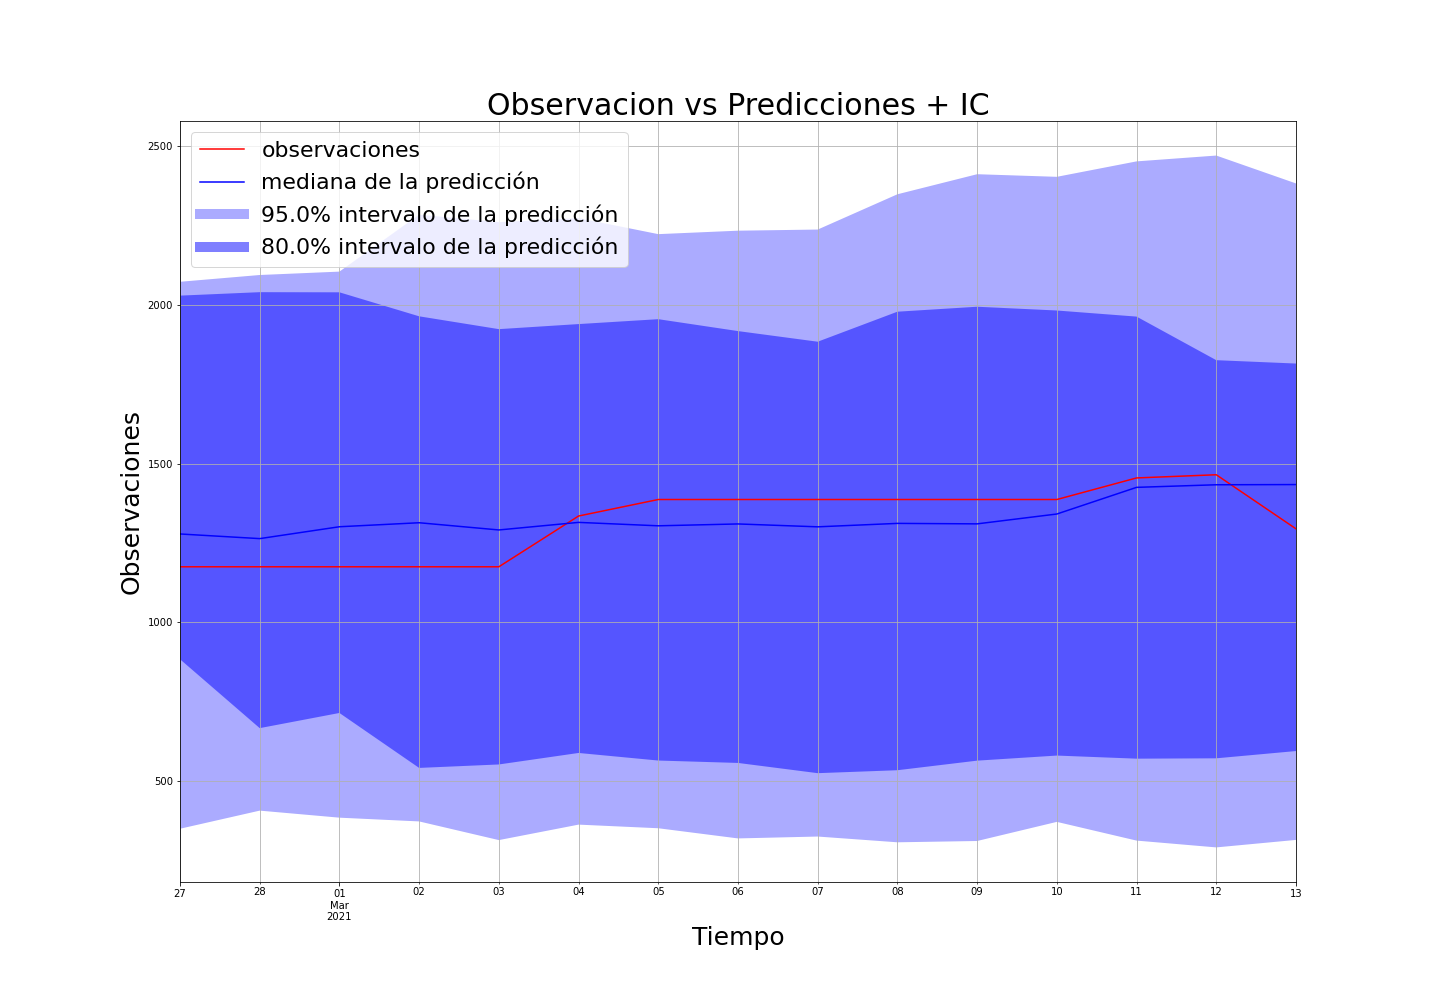 Observacion vs Predicciones + IC
observaciones
mediana de la predicción
95.0% intervalo de la predicción
80.0% intervalo de la predicción
2500
2000
1500
1000
500
Observaciones
27 28 01 02 03 04 05 06 07 08 09 10 11 12 13
Mar
2021
Tiempo